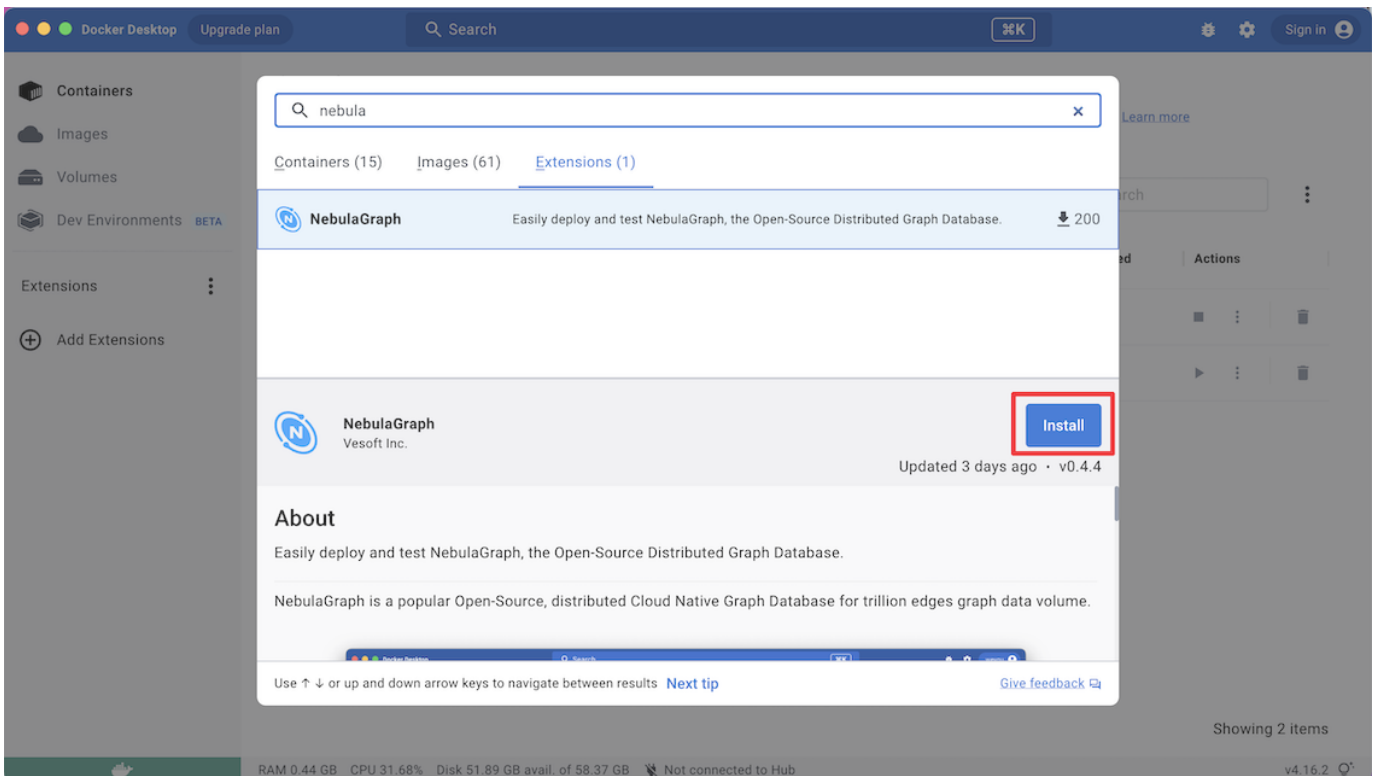 Docker Desktop Upgrade plan Search ⌘K Sign in
Containers
Images
Volumes
Dev Environments BETA
Extensions
Add Extensions
Learn more
nebula
Containers (15) Images (61) Extensions (1)
NebulaGraph Easily deploy and test NebulaGraph, the Open-Source Distributed Graph Database. 200
Actions
NebulaGraph
Vesoft Inc.
Install
Updated 3 days ago · v0.4.4
About
Easily deploy and test NebulaGraph, the Open-Source Distributed Graph Database.
NebulaGraph is a popular Open-Source, distributed Cloud Native Graph Database for trillion edges graph data volume.
Docker Desktop Search ⌘K
Use ↑ ↓ or up and down arrow keys to navigate between results Next tip Give feedback
Showing 2 items
RAM 0.44 GB CPU 31.68% Disk 51.89 GB avail. of 58.37 GB Not connected to Hub v4.16.2